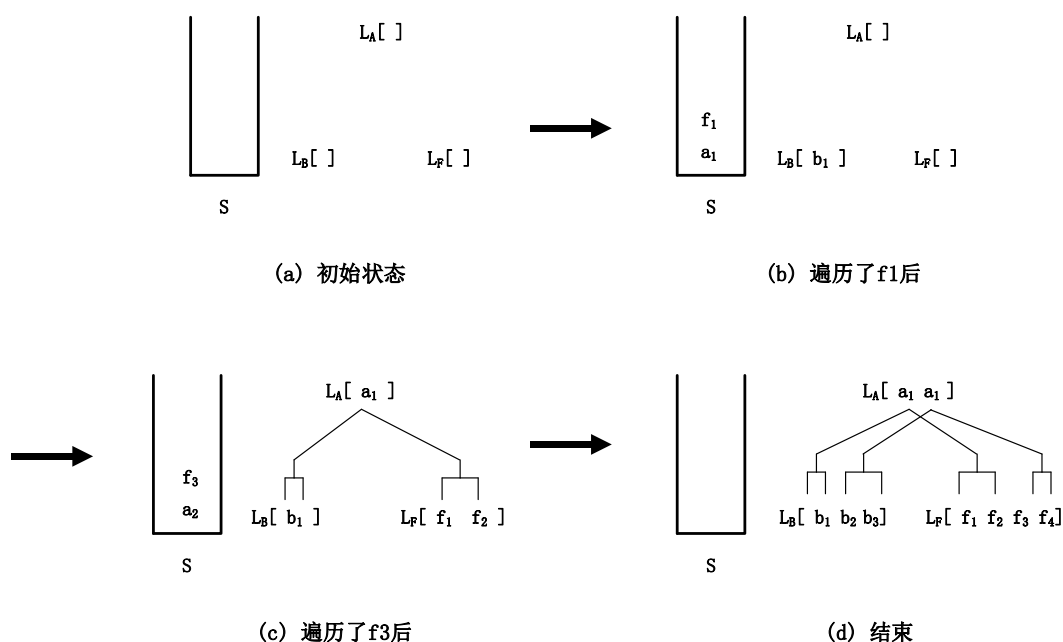 L_A[ ]
L_B[ ] L_F[ ]
S
(a) 初始状态
L_A[ ]
f_1
a_1
L_B[ b_1 ] L_F[ ]
S
(b) 遍历了f1后
L_A[ a_1 ]
f_3
a_2
L_B[ b_1 ] L_F[ f_1 f_2 ]
S
(c) 遍历了f3后
L_A[ a_1 a_1 ]
L_B[ b_1 b_2 b_3] L_F[ f_1 f_2 f_3 f_4]
S
(d) 结束